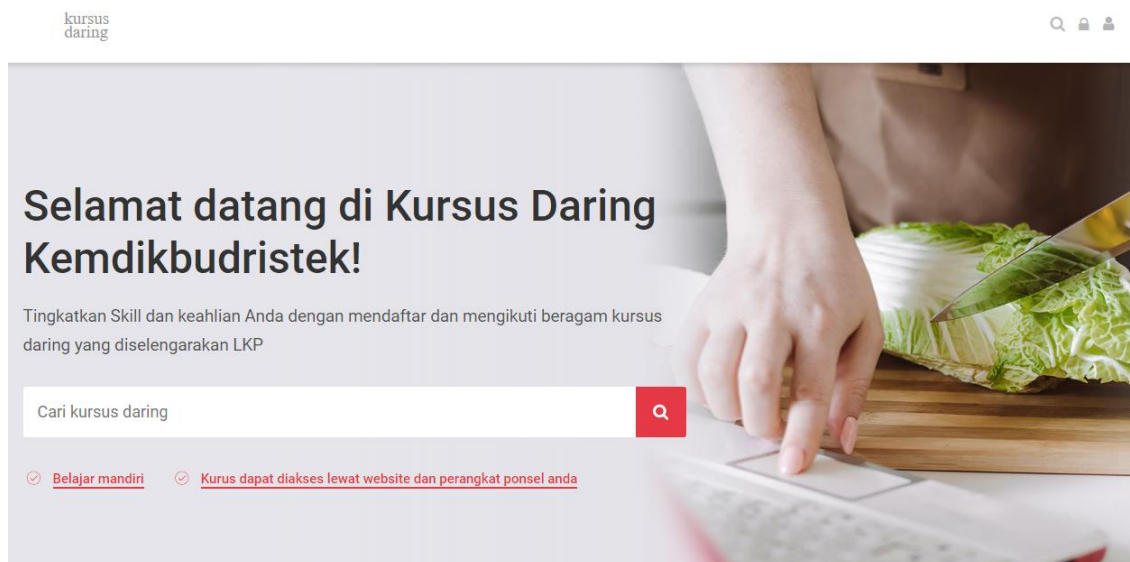 kursus
daring
Selamat datang di Kursus Daring
Kemdikbudristek!
Tingkatkan Skill dan keahlian Anda dengan mendaftar dan mengikuti beragam kursus
daring yang diselengarakan LKP
Cari kursus daring
Belajar mandiri
Kurus dapat diakses lewat website dan perangkat ponsel anda